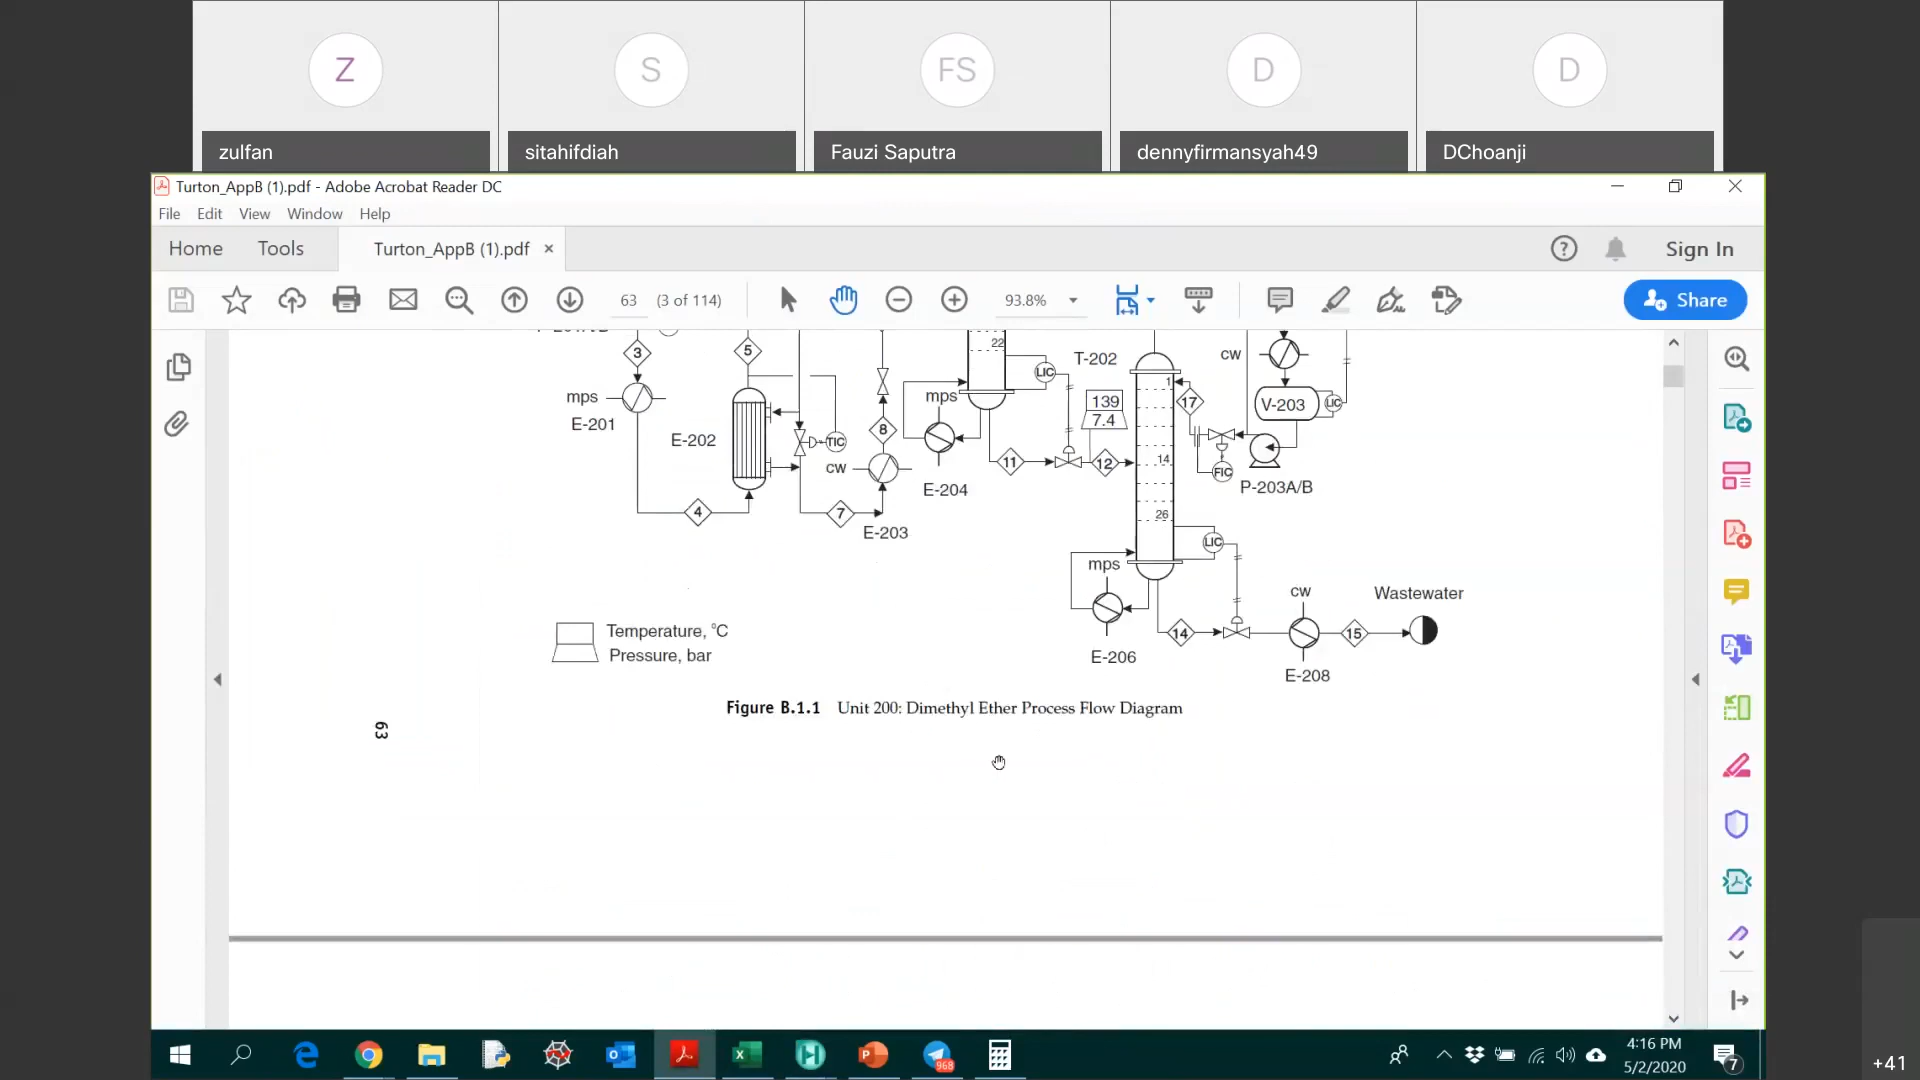 Z
S
FS
D
D
zulfan
sitahifdiah
Fauzi Saputra
dennyfirmansyah49
DChoanji
Turton_AppB (1).pdf - Adobe Acrobat Reader DC
File Edit View Window Help
Home Tools Turton_AppB (1).pdf × Sign In
63 (3 of 114) 93.8% Share
3
5
22
LIC
T-202
cw
1
17
V-203
LIC
mps
E-201
E-202
TIC
8
cw
mps
139
7.4
E-204
11
12
14
FIC
P-203A/B
4
7
E-203
26
LIC
mps
cw
Wastewater
14
15
E-206
E-208
Temperature, °C
Pressure, bar
Figure B.1.1 Unit 200: Dimethyl Ether Process Flow Diagram
63
968
4:16 PM
5/2/2020
7
+41